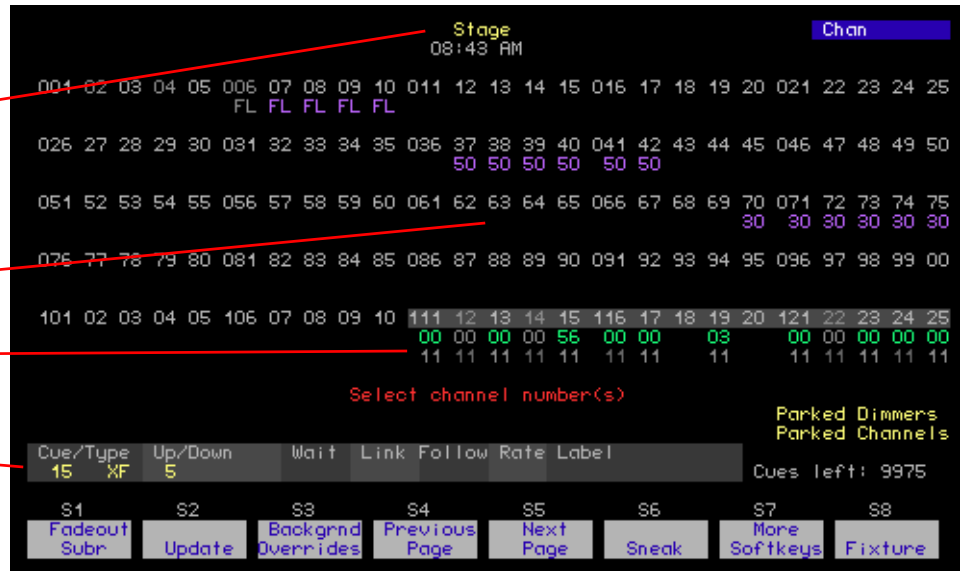 Stage Chan
08:43 AM
001 02 03 04 05 006 07 08 09 10 011 12 13 14 15 016 17 18 19 20 021 22 23 24 25
FL FL FL FL FL
026 27 28 29 30 031 32 33 34 35 036 37 38 39 40 041 42 43 44 45 046 47 48 49 50
50 50 50 50 50 50
051 52 53 54 55 056 57 58 59 60 061 62 63 64 65 066 67 68 69 70 071 72 73 74 75
30 30 30 30 30 30
076 77 78 79 80 081 82 83 84 85 086 87 88 89 90 091 92 93 94 95 096 97 98 99 00
101 02 03 04 05 106 07 08 09 10 111 12 13 14 15 116 17 18 19 20 121 22 23 24 25
00 00 00 00 56 00 00 03 00 00 00 00 00
11 11 11 11 11 11 11 11 11 11 11 11 11
Select channel number(s)
Parked Dimmers
Parked Channels
Cue/Type Up/Down Wait Link Follow Rate Label
15 XF 5 Cues left: 9975
S1 S2 S3 S4 S5 S6 S7 S8
Fadeout Backgrnd Previous Next More
Subr Update Overrides Page Page Sneak Softkeys Fixture